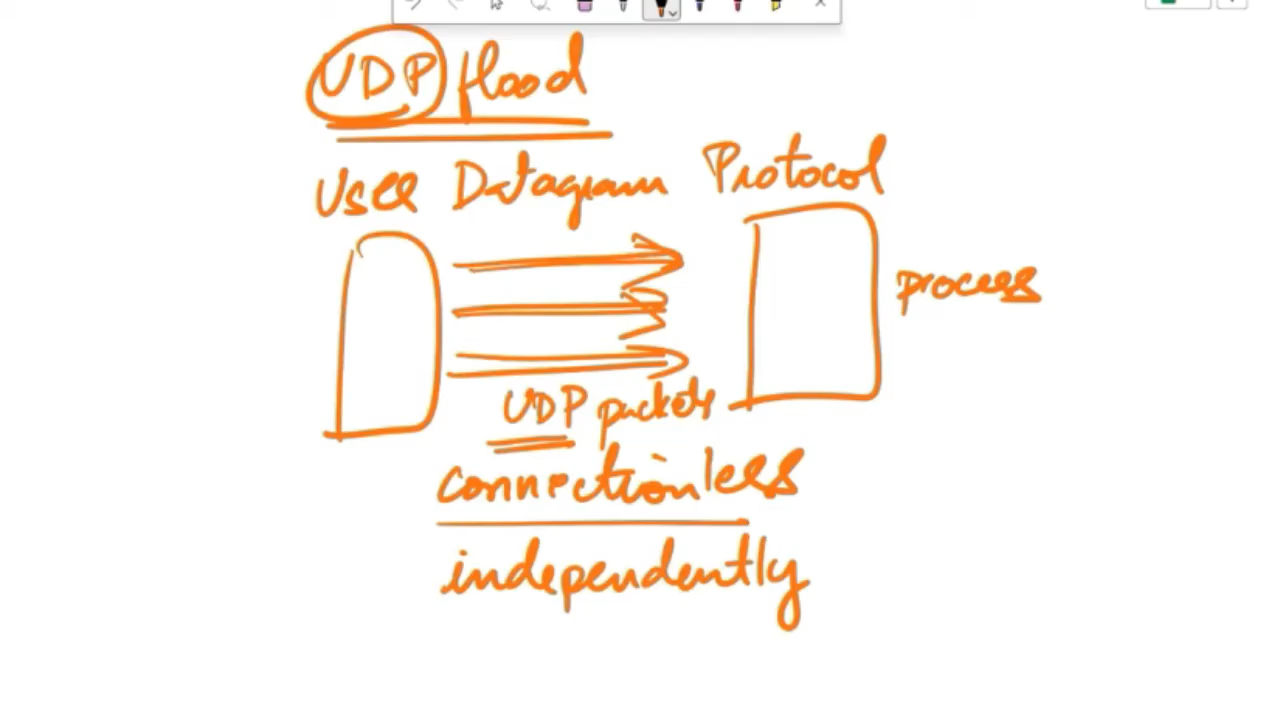 UDP flood
User Datagram Protocol
process
UDP packets
connectionless
independently